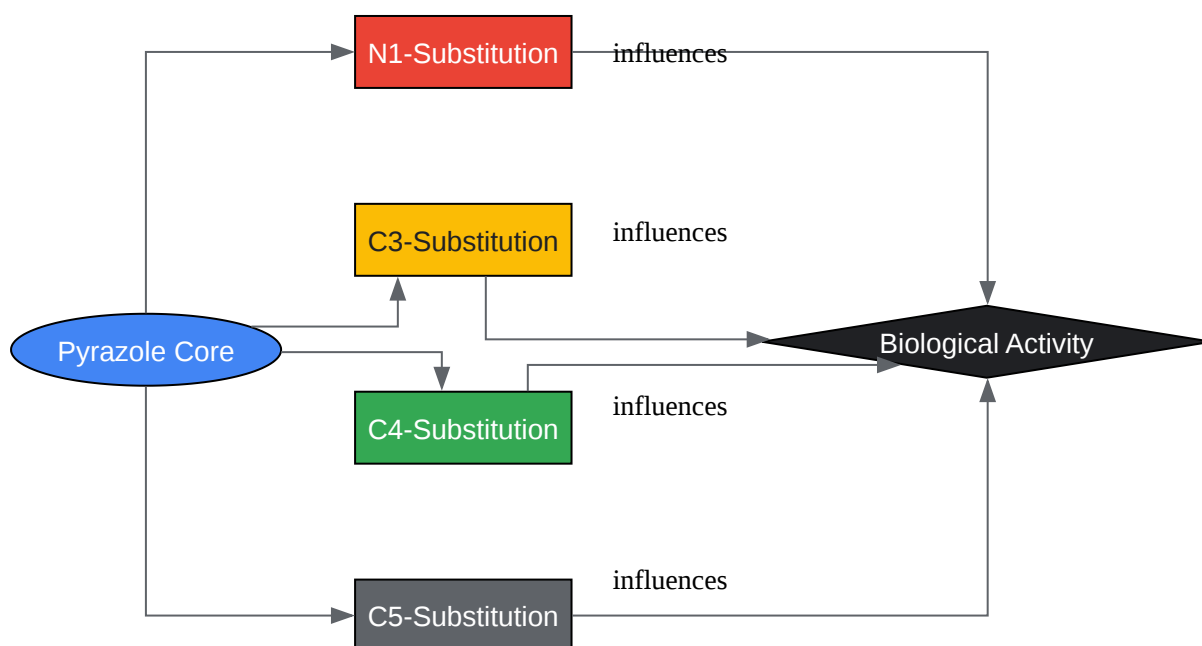 N1-Substitution
influences
C3-Substitution
influences
Pyrazole Core
Biological Activity
C4-Substitution
influences
C5-Substitution
influences